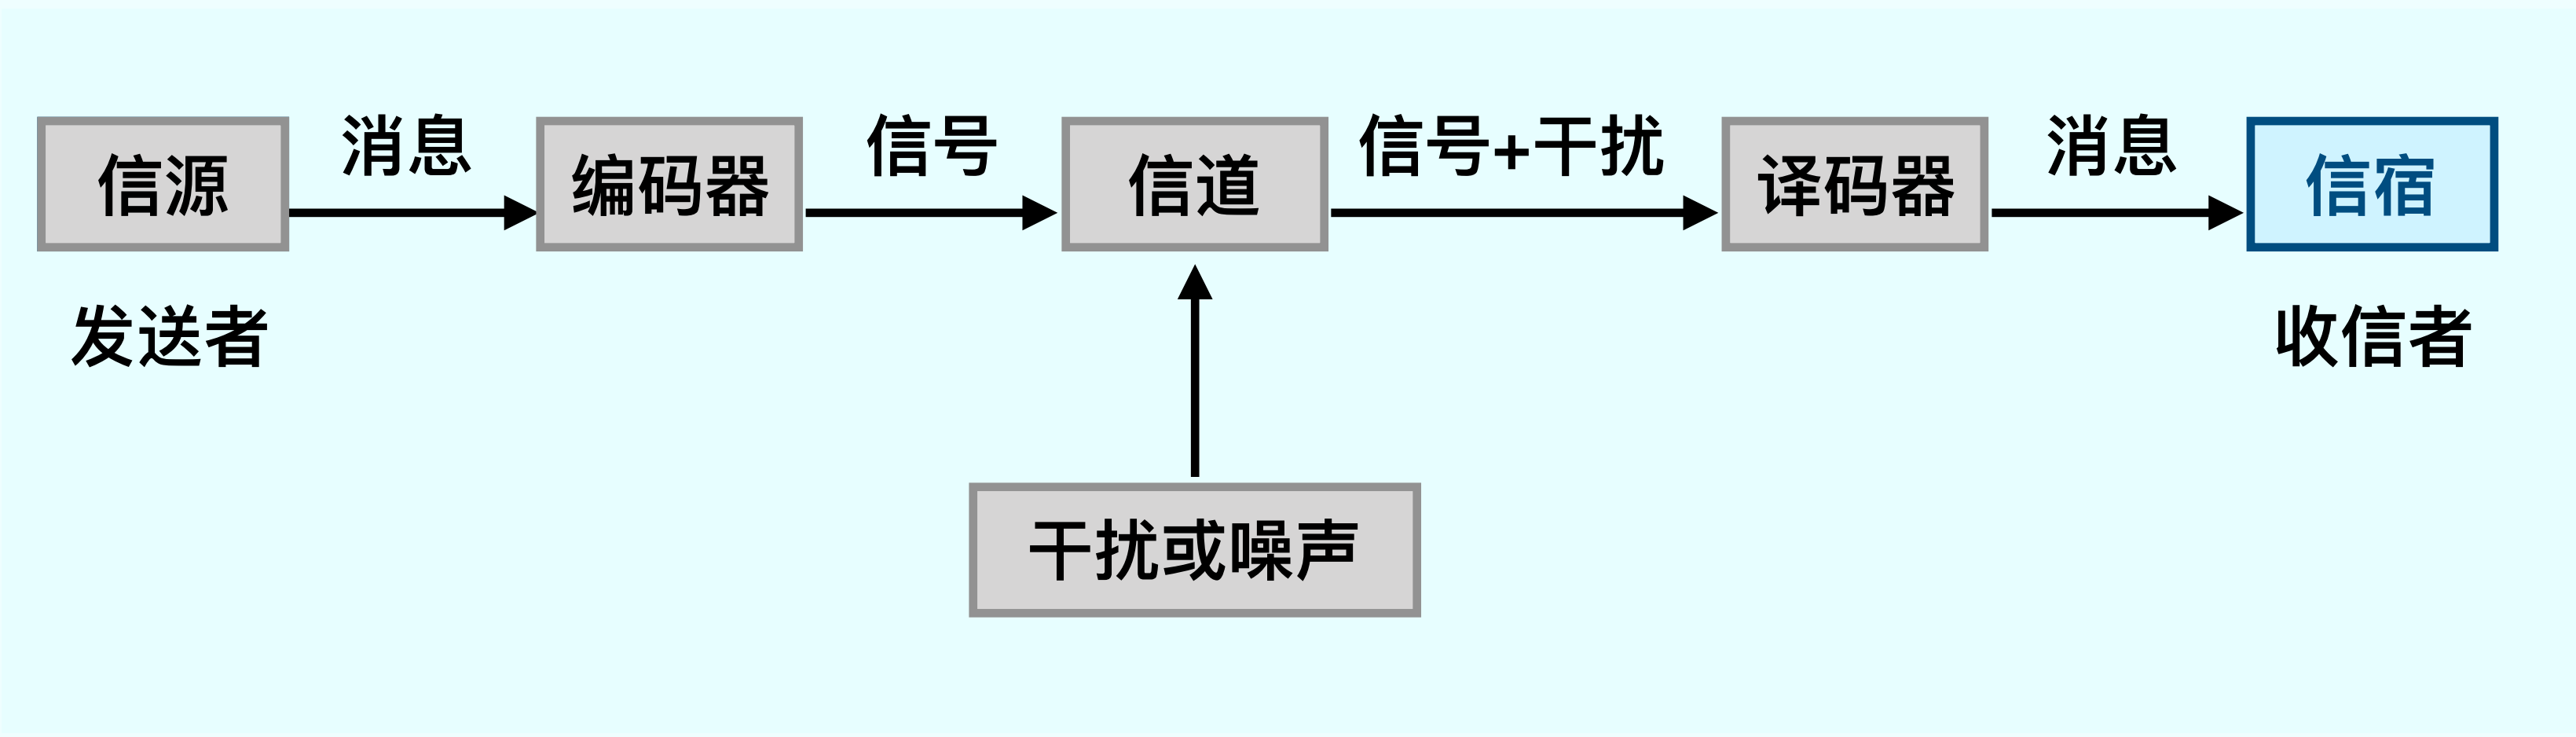 消息
信号
信号+干扰
消息
信源
编码器
信道
译码器
信宿
发送者
收信者
干扰或噪声